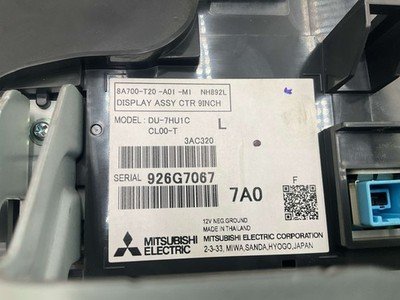 8A700-T20-A01-M1 NH892L
DISPLAY ASSY CTR 9INCH
MODEL: DU-7HU1C L
CL00-T
3AC320
SERIAL 926G7067
7A0
F
12V NEG.GROUND
MADE IN THAILAND
MITSUBISHI ELECTRIC
MITSUBISHI ELECTRIC CORPORATION
2-3-33, MIWA,SANDA,HYOGO,JAPAN